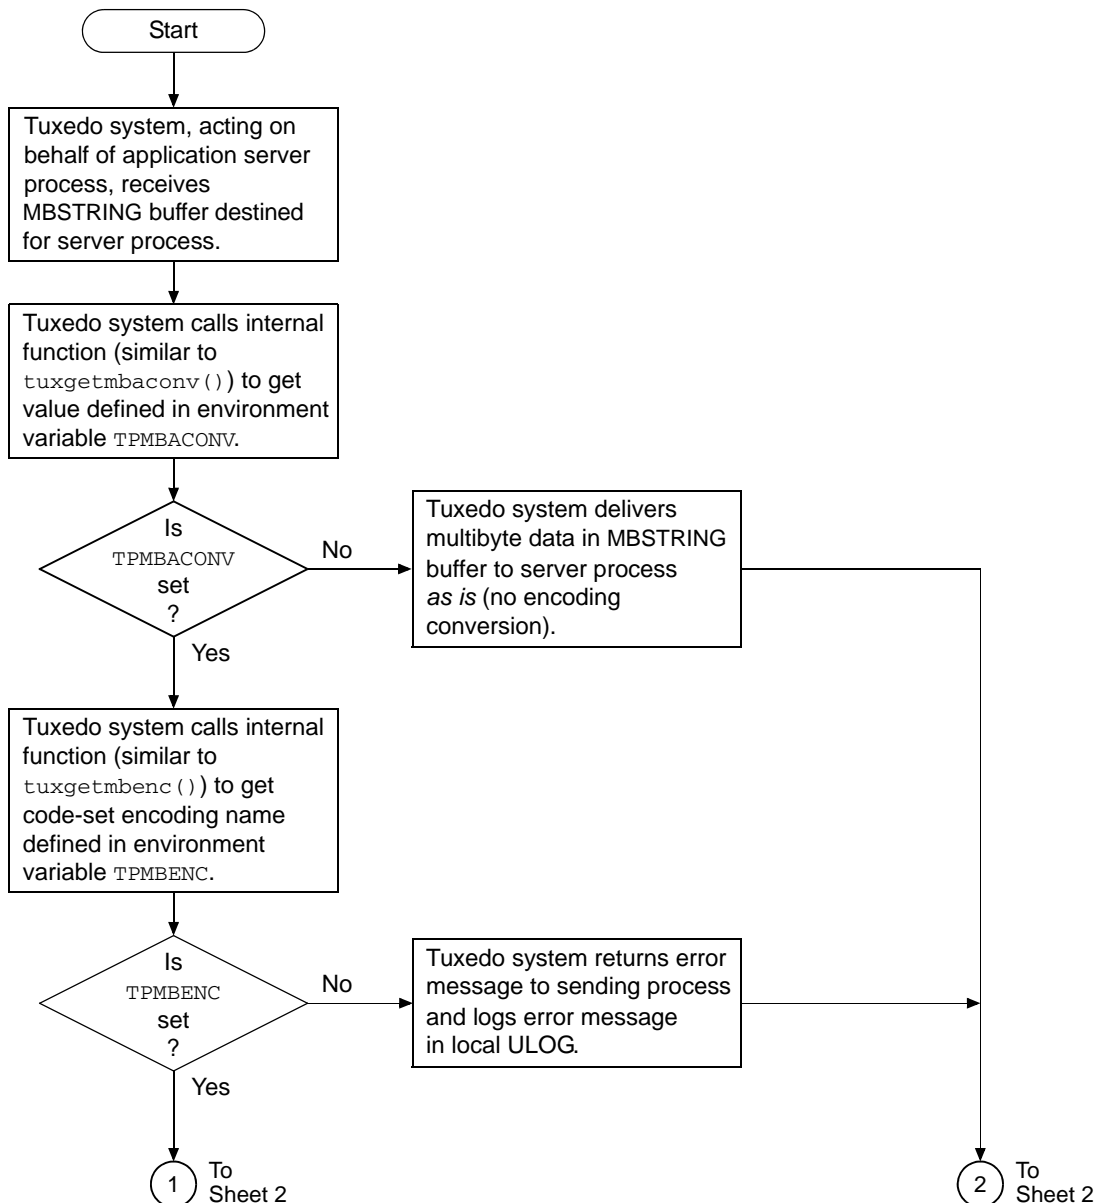 Start
Tuxedo system, acting on
behalf of application server
process, receives
MBSTRING buffer destined
for server process.
Tuxedo system calls internal
function (similar to
tuxgetmbaconv()) to get
value defined in environment
variable TPMBACONV.
Is
TPMBACONV
set
?
No
Yes
Tuxedo system delivers
multibyte data in MBSTRING
buffer to server process
as is (no encoding
conversion).
Tuxedo system calls internal
function (similar to
tuxgetmbenc()) to get
code-set encoding name
defined in environment
variable TPMBENC.
Is
TPMBENC
set
?
No
Yes
Tuxedo system returns error
message to sending process
and logs error message
in local ULOG.
1
To
Sheet 2
2
To
Sheet 2